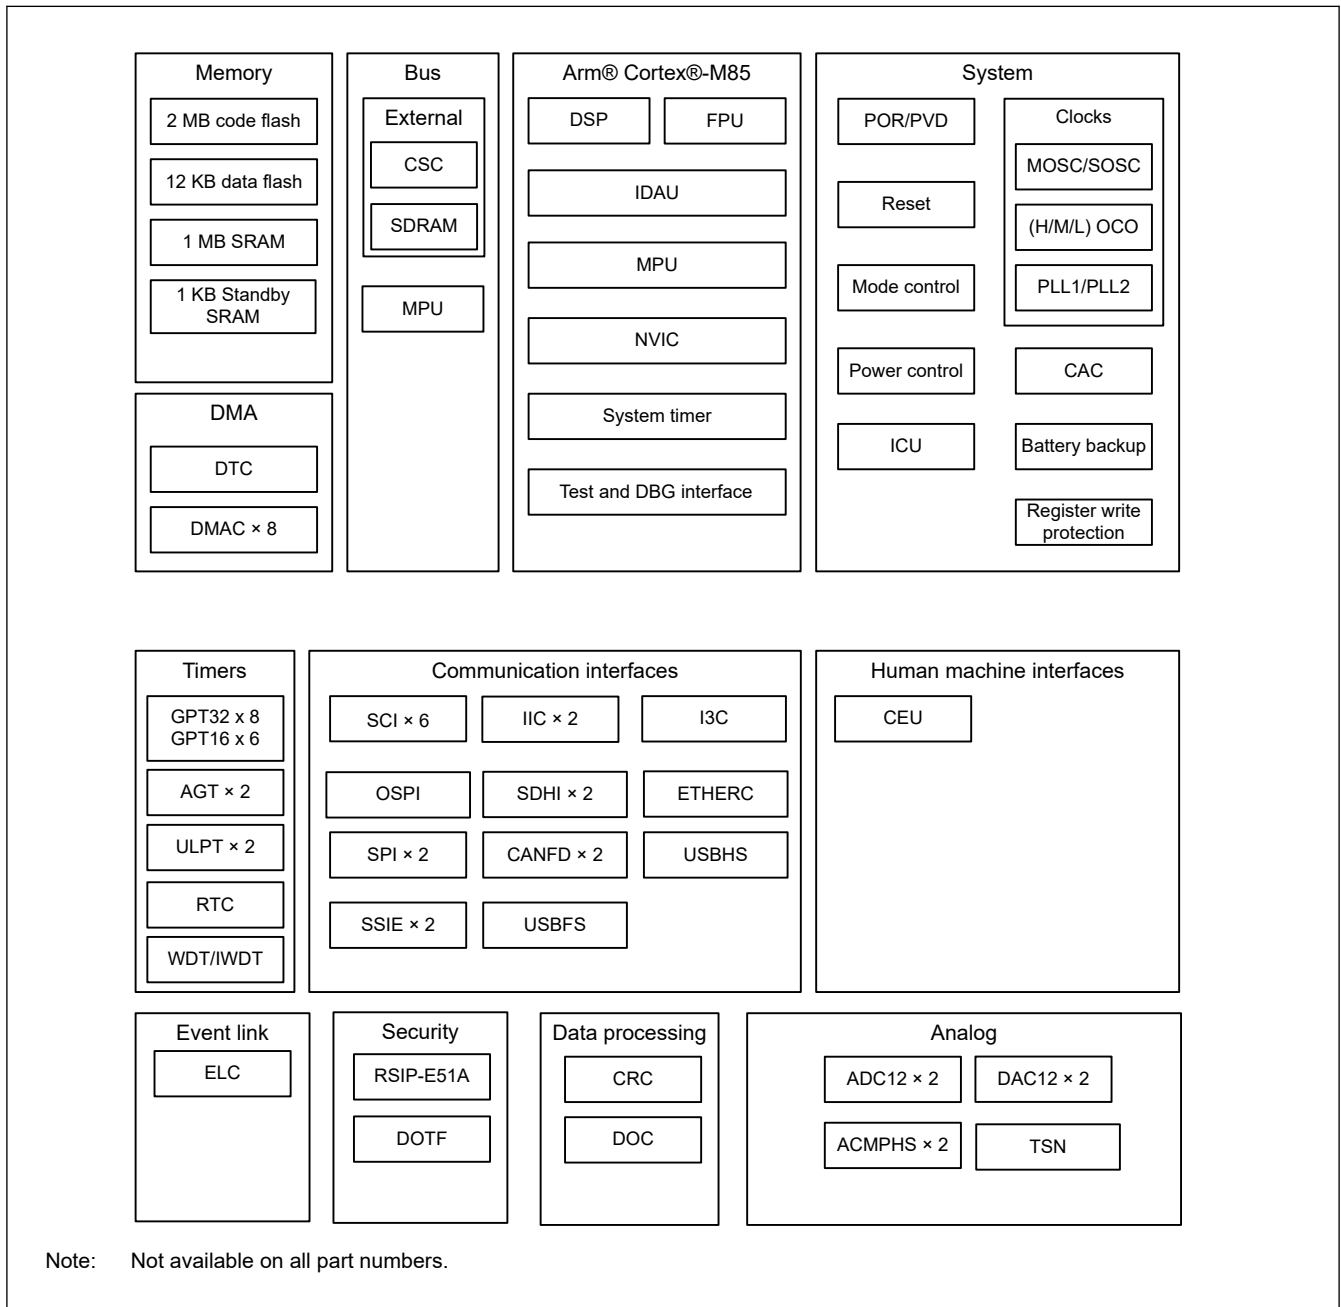 Memory
2 MB code flash
12 KB data flash
1 MB SRAM
1 KB Standby
SRAM
DMA
DTC
DMAC × 8
Bus
External
CSC
SDRAM
MPU
Arm® Cortex®-M85
DSP
FPU
IDAU
MPU
NVIC
System timer
Test and DBG interface
System
POR/PVD
Reset
Mode control
Power control
ICU
Clocks
MOSC/SOSC
(H/M/L) OCO
PLL1/PLL2
CAC
Battery backup
Register write
protection
Timers
GPT32 x 8
GPT16 x 6
AGT × 2
ULPT × 2
RTC
WDT/IWDT
Communication interfaces
SCI × 6
IIC × 2
I3C
OSPI
SDHI × 2
ETHERC
SPI × 2
CANFD × 2
USBHS
SSIE × 2
USBFS
Human machine interfaces
CEU
Event link
ELC
Security
RSIP-E51A
DOTF
Data processing
CRC
DOC
Analog
ADC12 × 2
DAC12 × 2
ACMPHS × 2
TSN
Note: Not available on all part numbers.